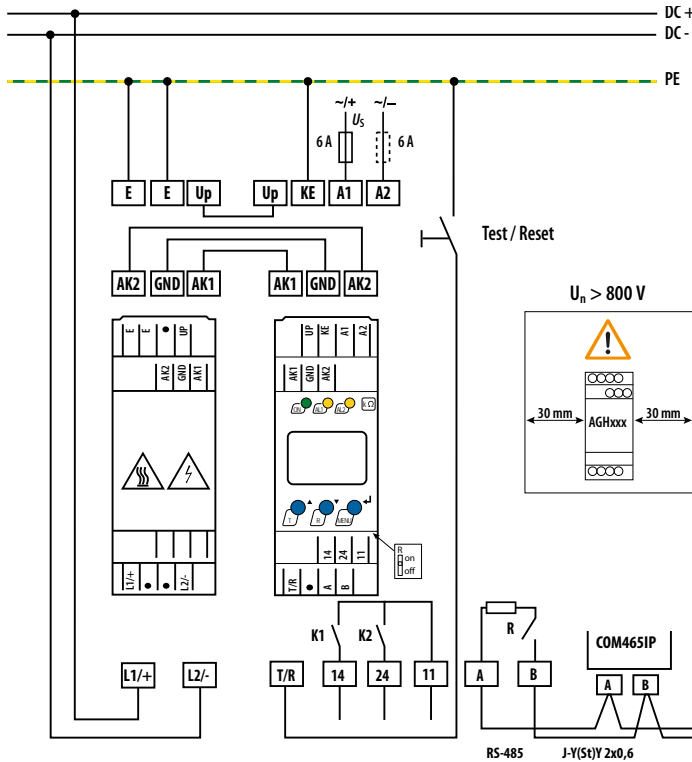 DC +
DC -
PE
~/+ ~/–
U_S
6 A 6 A
E E Up Up KE A1 A2
Test / Reset
AK2 GND AK1 AK1 GND AK2
U_n > 800 V
E E UP
UP KE A1 A2
AK2 GND AK1
AK1 GND AK2
ON AL1 AL2 kΩ
30 mm AGHxxx 30 mm
T R MENU
R
on
off
14 24 11
L1/+ L2/-
T/R A B
K1 K2
R
COM465IP
L1/+ L2/- T/R 14 24 11 A B
A B
RS-485 J-Y(St)Y 2x0,6